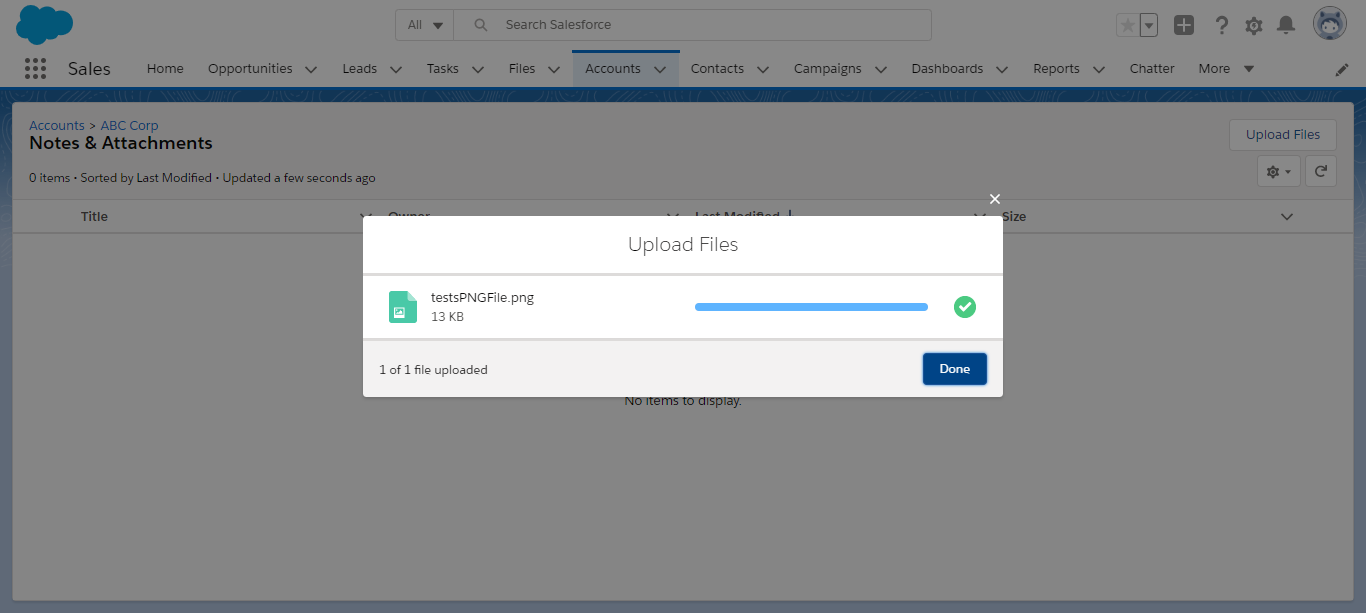 All Search Salesforce
Sales Home Opportunities Leads Tasks Files Accounts Contacts Campaigns Dashboards Reports Chatter More
Accounts > ABC Corp
Notes & Attachments
Upload Files
0 items • Sorted by Last Modified • Updated a few seconds ago
Title Owner Last Modified Size
Upload Files
testsPNGFile.png
13 KB
1 of 1 file uploaded
Done
No items to display.